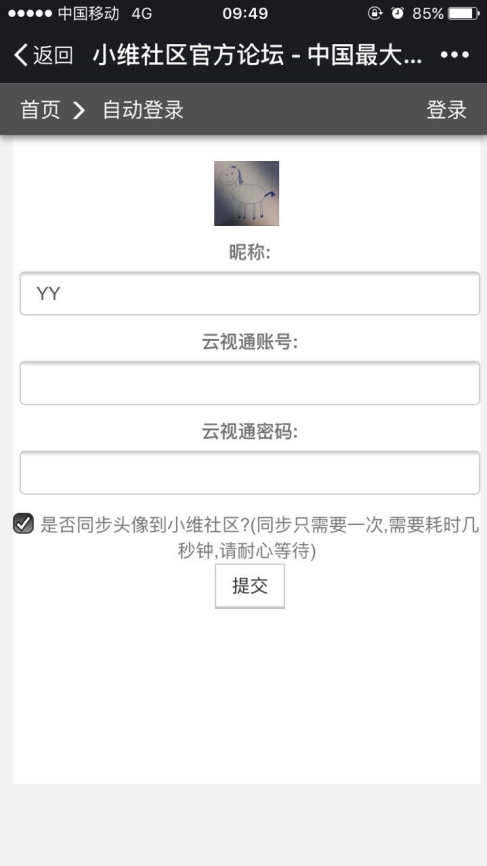 中国移动 4G 09:49 85%
返回 小维社区官方论坛 - 中国最大...
首页 自动登录 登录
昵称:
YY
云视通账号:
云视通密码:
是否同步头像到小维社区?(同步只需要一次,需要耗时几
秒钟,请耐心等待)
提交